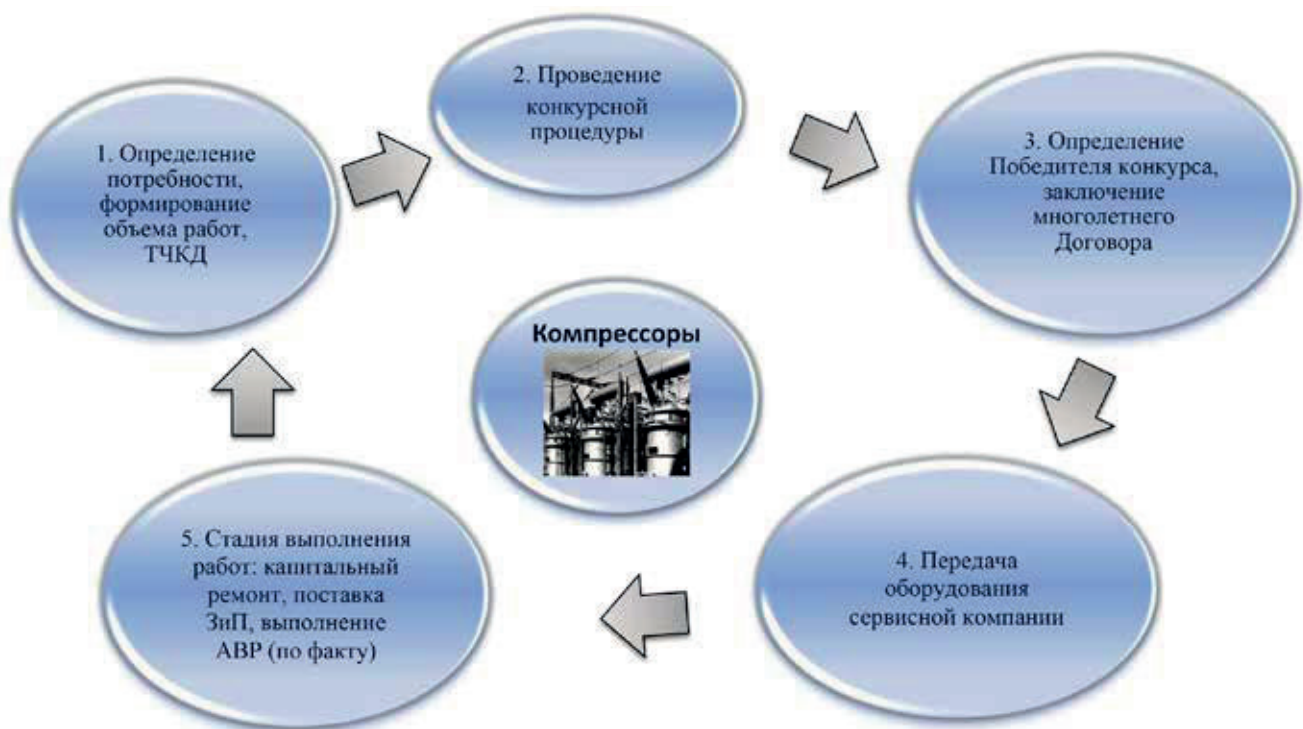 1. Определение
потребности,
формирование
объема работ,
ТЧКД
2. Проведение
конкурсной
процедуры
3. Определение
Победителя конкурса,
заключение
многолетнего
Договора
4. Передача
оборудования
сервисной компании
5. Стадия выполнения
работ: капитальный
ремонт, поставка
ЗиП, выполнение
АВР (по факту)
Компрессоры